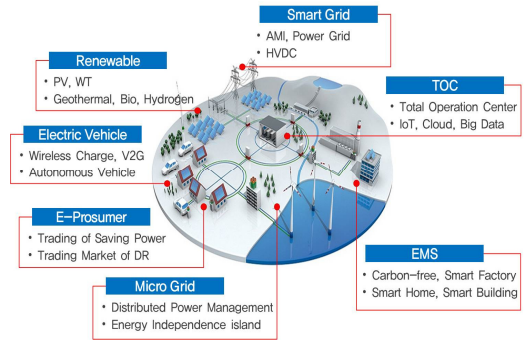 Smart Grid
• AMI, Power Grid
• HVDC
Renewable
• PV, WT
• Geothermal, Bio, Hydrogen
TOC
• Total Operation Center
• IoT, Cloud, Big Data
Electric Vehicle
• Wireless Charge, V2G
• Autonomous Vehicle
E-Prosumer
• Trading of Saving Power
• Trading Market of DR
EMS
• Carbon-free, Smart Factory
• Smart Home, Smart Building
Micro Grid
• Distributed Power Management
• Energy Independence island